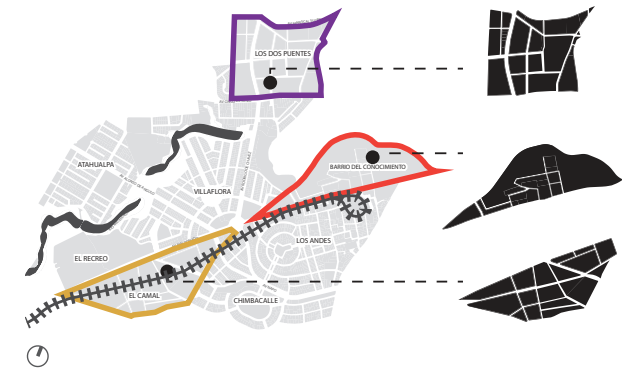 LOS DOS PUENTES
ATAHUALPA
BARRIO DEL CONOCIMIENTO
VILLAFLORA
LOS ANDES
EL RECREO
EL CAMAL
CHIMBACALLE